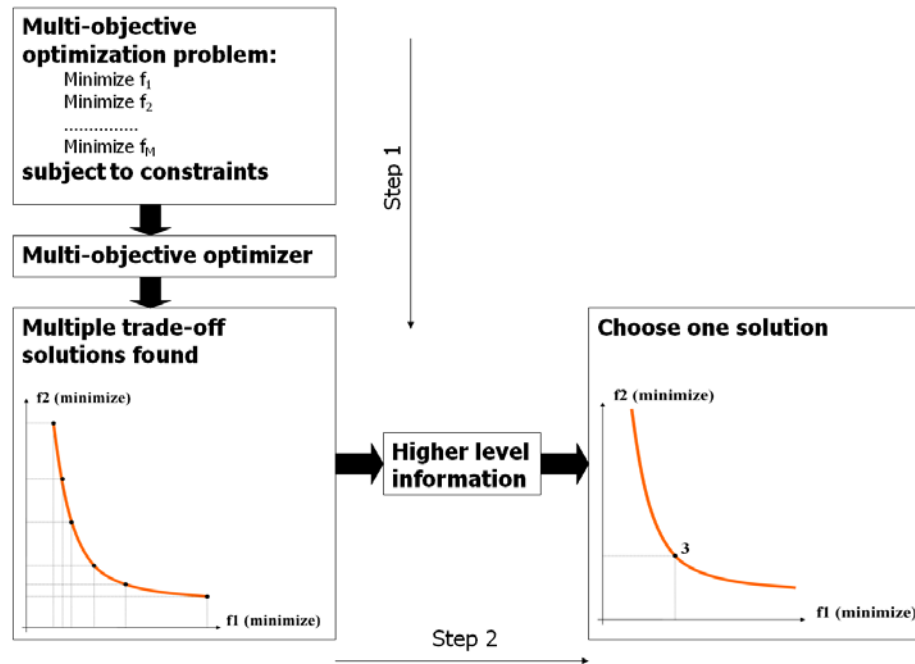 Multi-objective
optimization problem:
Minimize f₁
Minimize f₂
...............
Minimize f_M
subject to constraints
Step 1
Multi-objective optimizer
Multiple trade-off
solutions found
f2 (minimize)
f1 (minimize)
Higher level
information
Choose one solution
f2 (minimize)
3
f1 (minimize)
Step 2